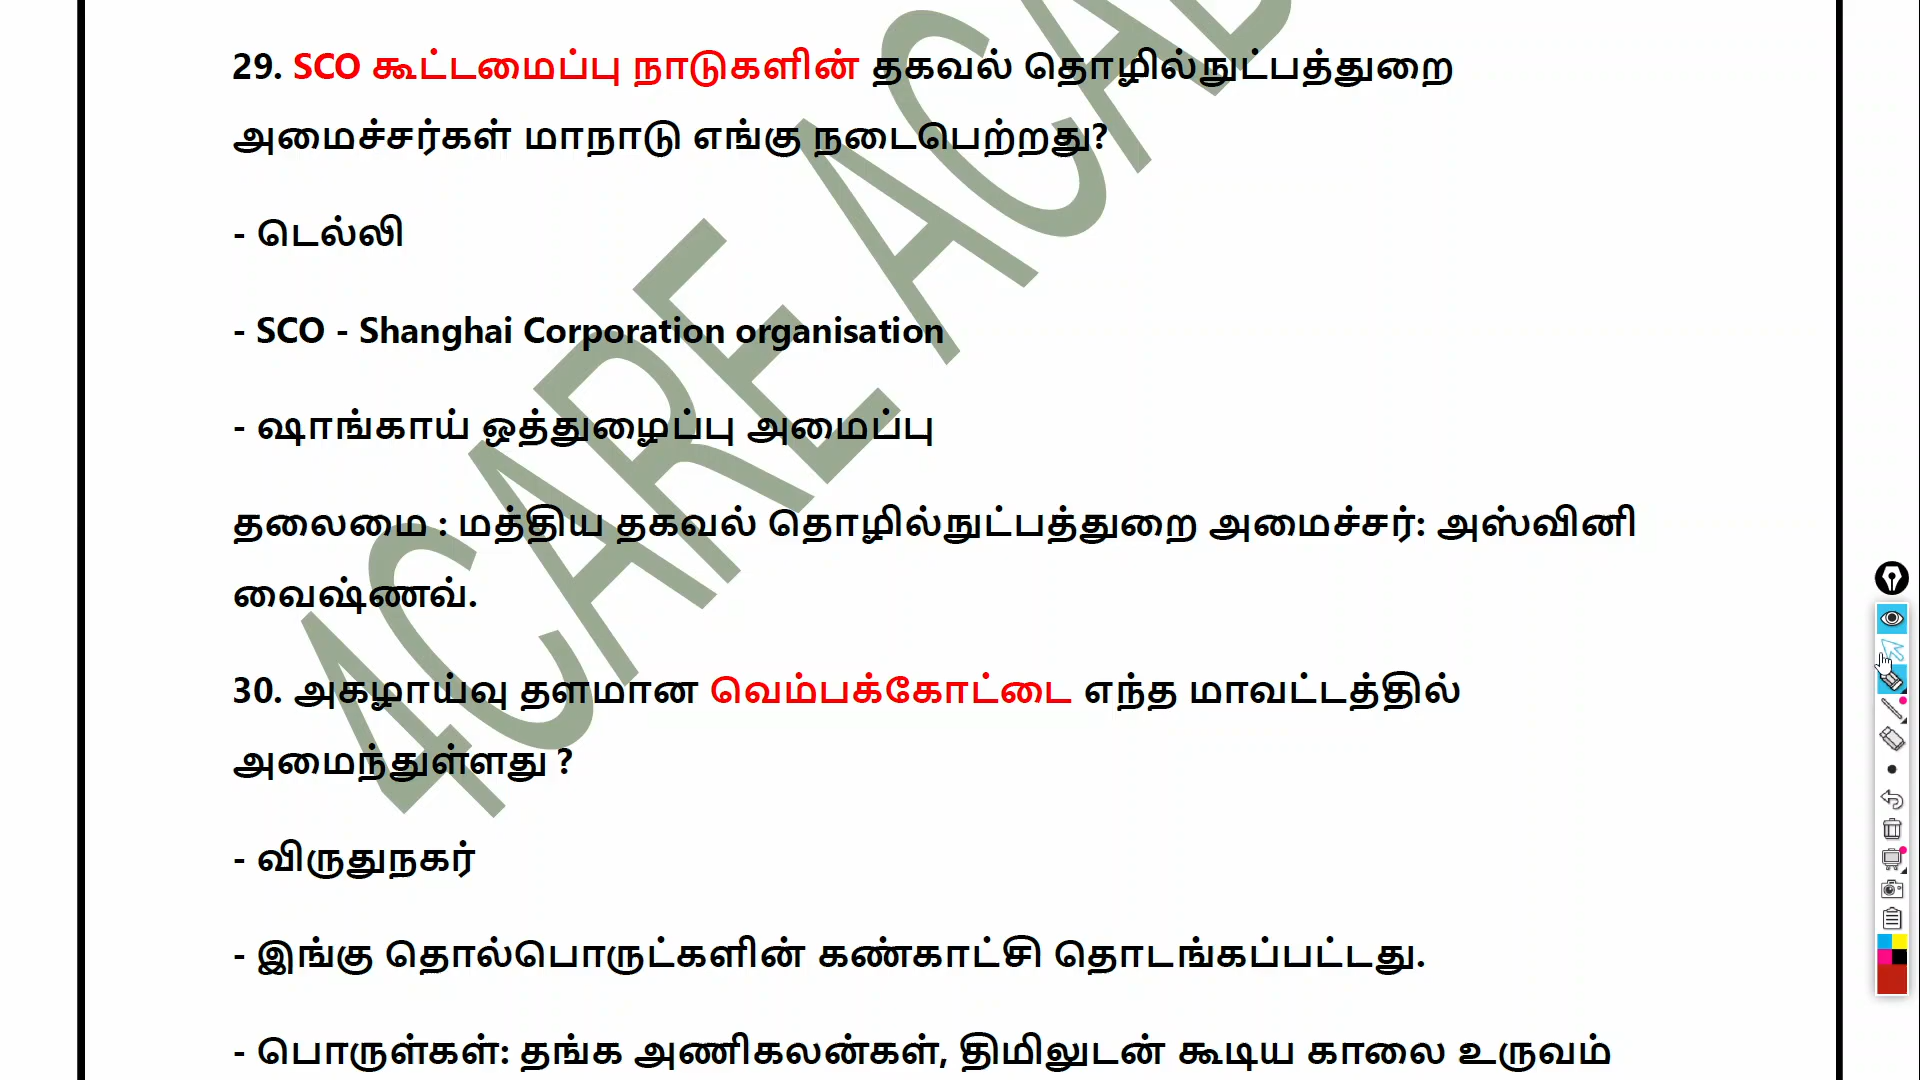 29. SCO கூட்டமைப்பு நாடுகளின் தகவல் தொழில்நுட்பத்துறை
அமைச்சர்கள் மாநாடு எங்கு நடைபெற்றது?
- டெல்லி
- SCO - Shanghai Corporation organisation
- ஷாங்காய் ஒத்துழைப்பு அமைப்பு
தலைமை : மத்திய தகவல் தொழில்நுட்பத்துறை அமைச்சர்: அஸ்வினி
வைஷ்ணவ்.
30. அகழாய்வு தளமான வெம்பக்கோட்டை எந்த மாவட்டத்தில்
அமைந்துள்ளது ?
- விருதுநகர்
- இங்கு தொல்பொருட்களின் கண்காட்சி தொடங்கப்பட்டது.
- பொருள்கள்: தங்க அணிகலன்கள், திமிலுடன் கூடிய காலை உருவம்
4CARE